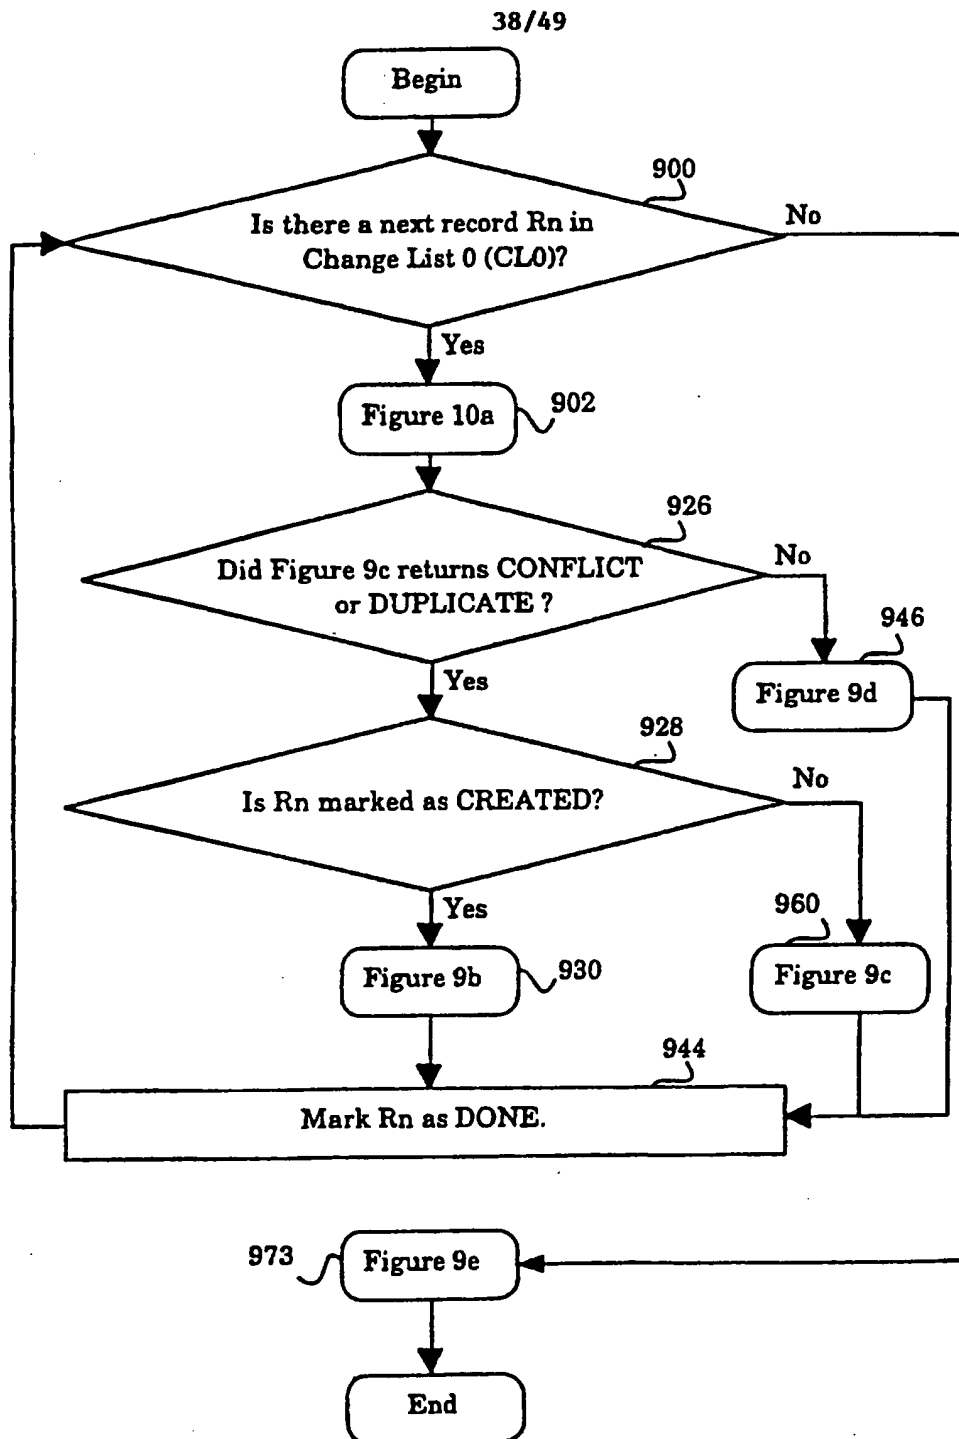 38/49
Begin
900
Is there a next record Rn in
Change List 0 (CL0)?
No
Yes
Figure 10a
902
926
Did Figure 9c returns CONFLICT
or DUPLICATE ?
No
946
Yes
Figure 9d
928
Is Rn marked as CREATED?
No
Yes
960
Figure 9b
930
Figure 9c
944
Mark Rn as DONE.
973
Figure 9e
End